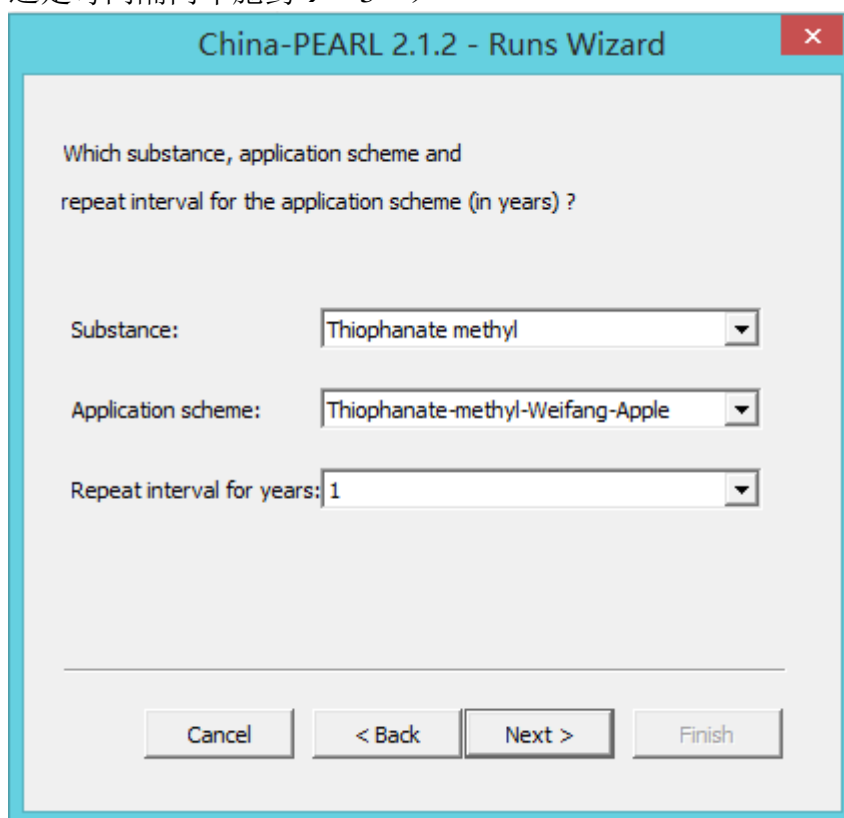 China-PEARL 2.1.2 - Runs Wizard
Which substance, application scheme and
repeat interval for the application scheme (in years) ?
Substance: Thiophanate methyl
Application scheme: Thiophanate-methyl-Weifang-Apple
Repeat interval for years: 1
Cancel
< Back
Next >
Finish